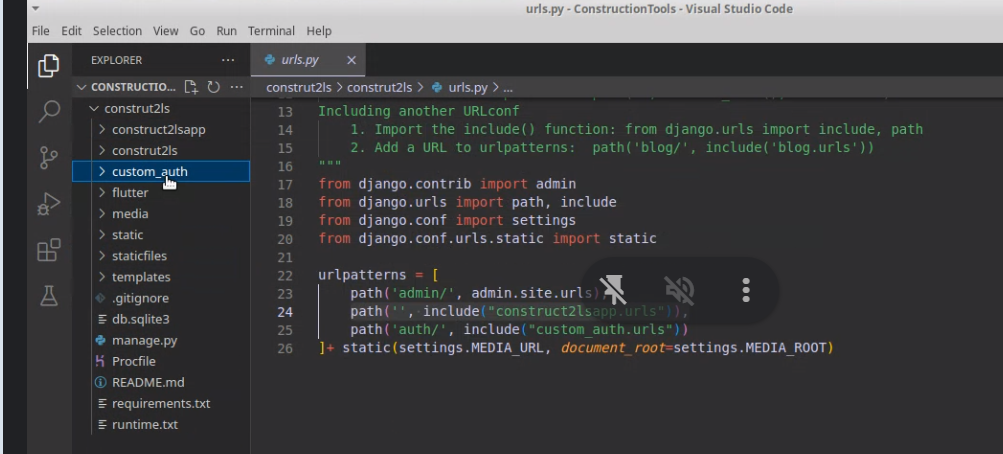 urls.py - ConstructionTools - Visual Studio Code
File Edit Selection View Go Run Terminal Help
EXPLORER ...
CONSTRUCTIO... ...
construt2ls
construct2lsapp
construt2ls
custom_auth
flutter
media
static
staticfiles
templates
.gitignore
db.sqlite3
manage.py
Procfile
README.md
requirements.txt
runtime.txt
urls.py
construt2ls > construt2ls > urls.py > ...
13 Including another URLconf
14 1. Import the include() function: from django.urls import include, path
15 2. Add a URL to urlpatterns: path('blog/', include('blog.urls'))
16 """
17 from django.contrib import admin
18 from django.urls import path, include
19 from django.conf import settings
20 from django.conf.urls.static import static
21
22 urlpatterns = [
23 path('admin/', admin.site.urls),
24 path('', include("construct2lsapp.urls")),
25 path('auth/', include("custom_auth.urls"))
26 ]+ static(settings.MEDIA_URL, document_root=settings.MEDIA_ROOT)